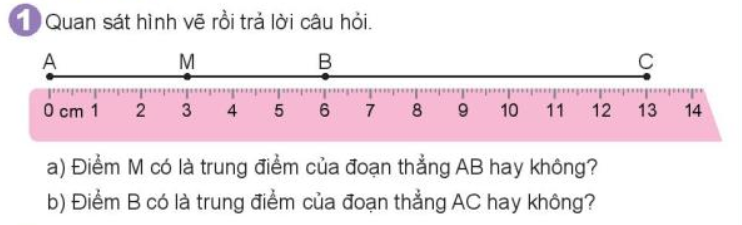 1 Quan sát hình vẽ rồi trả lời câu hỏi.
A M B C
0 cm 1 2 3 4 5 6 7 8 9 10 11 12 13 14
a) Điểm M có là trung điểm của đoạn thẳng AB hay không?
b) Điểm B có là trung điểm của đoạn thẳng AC hay không?